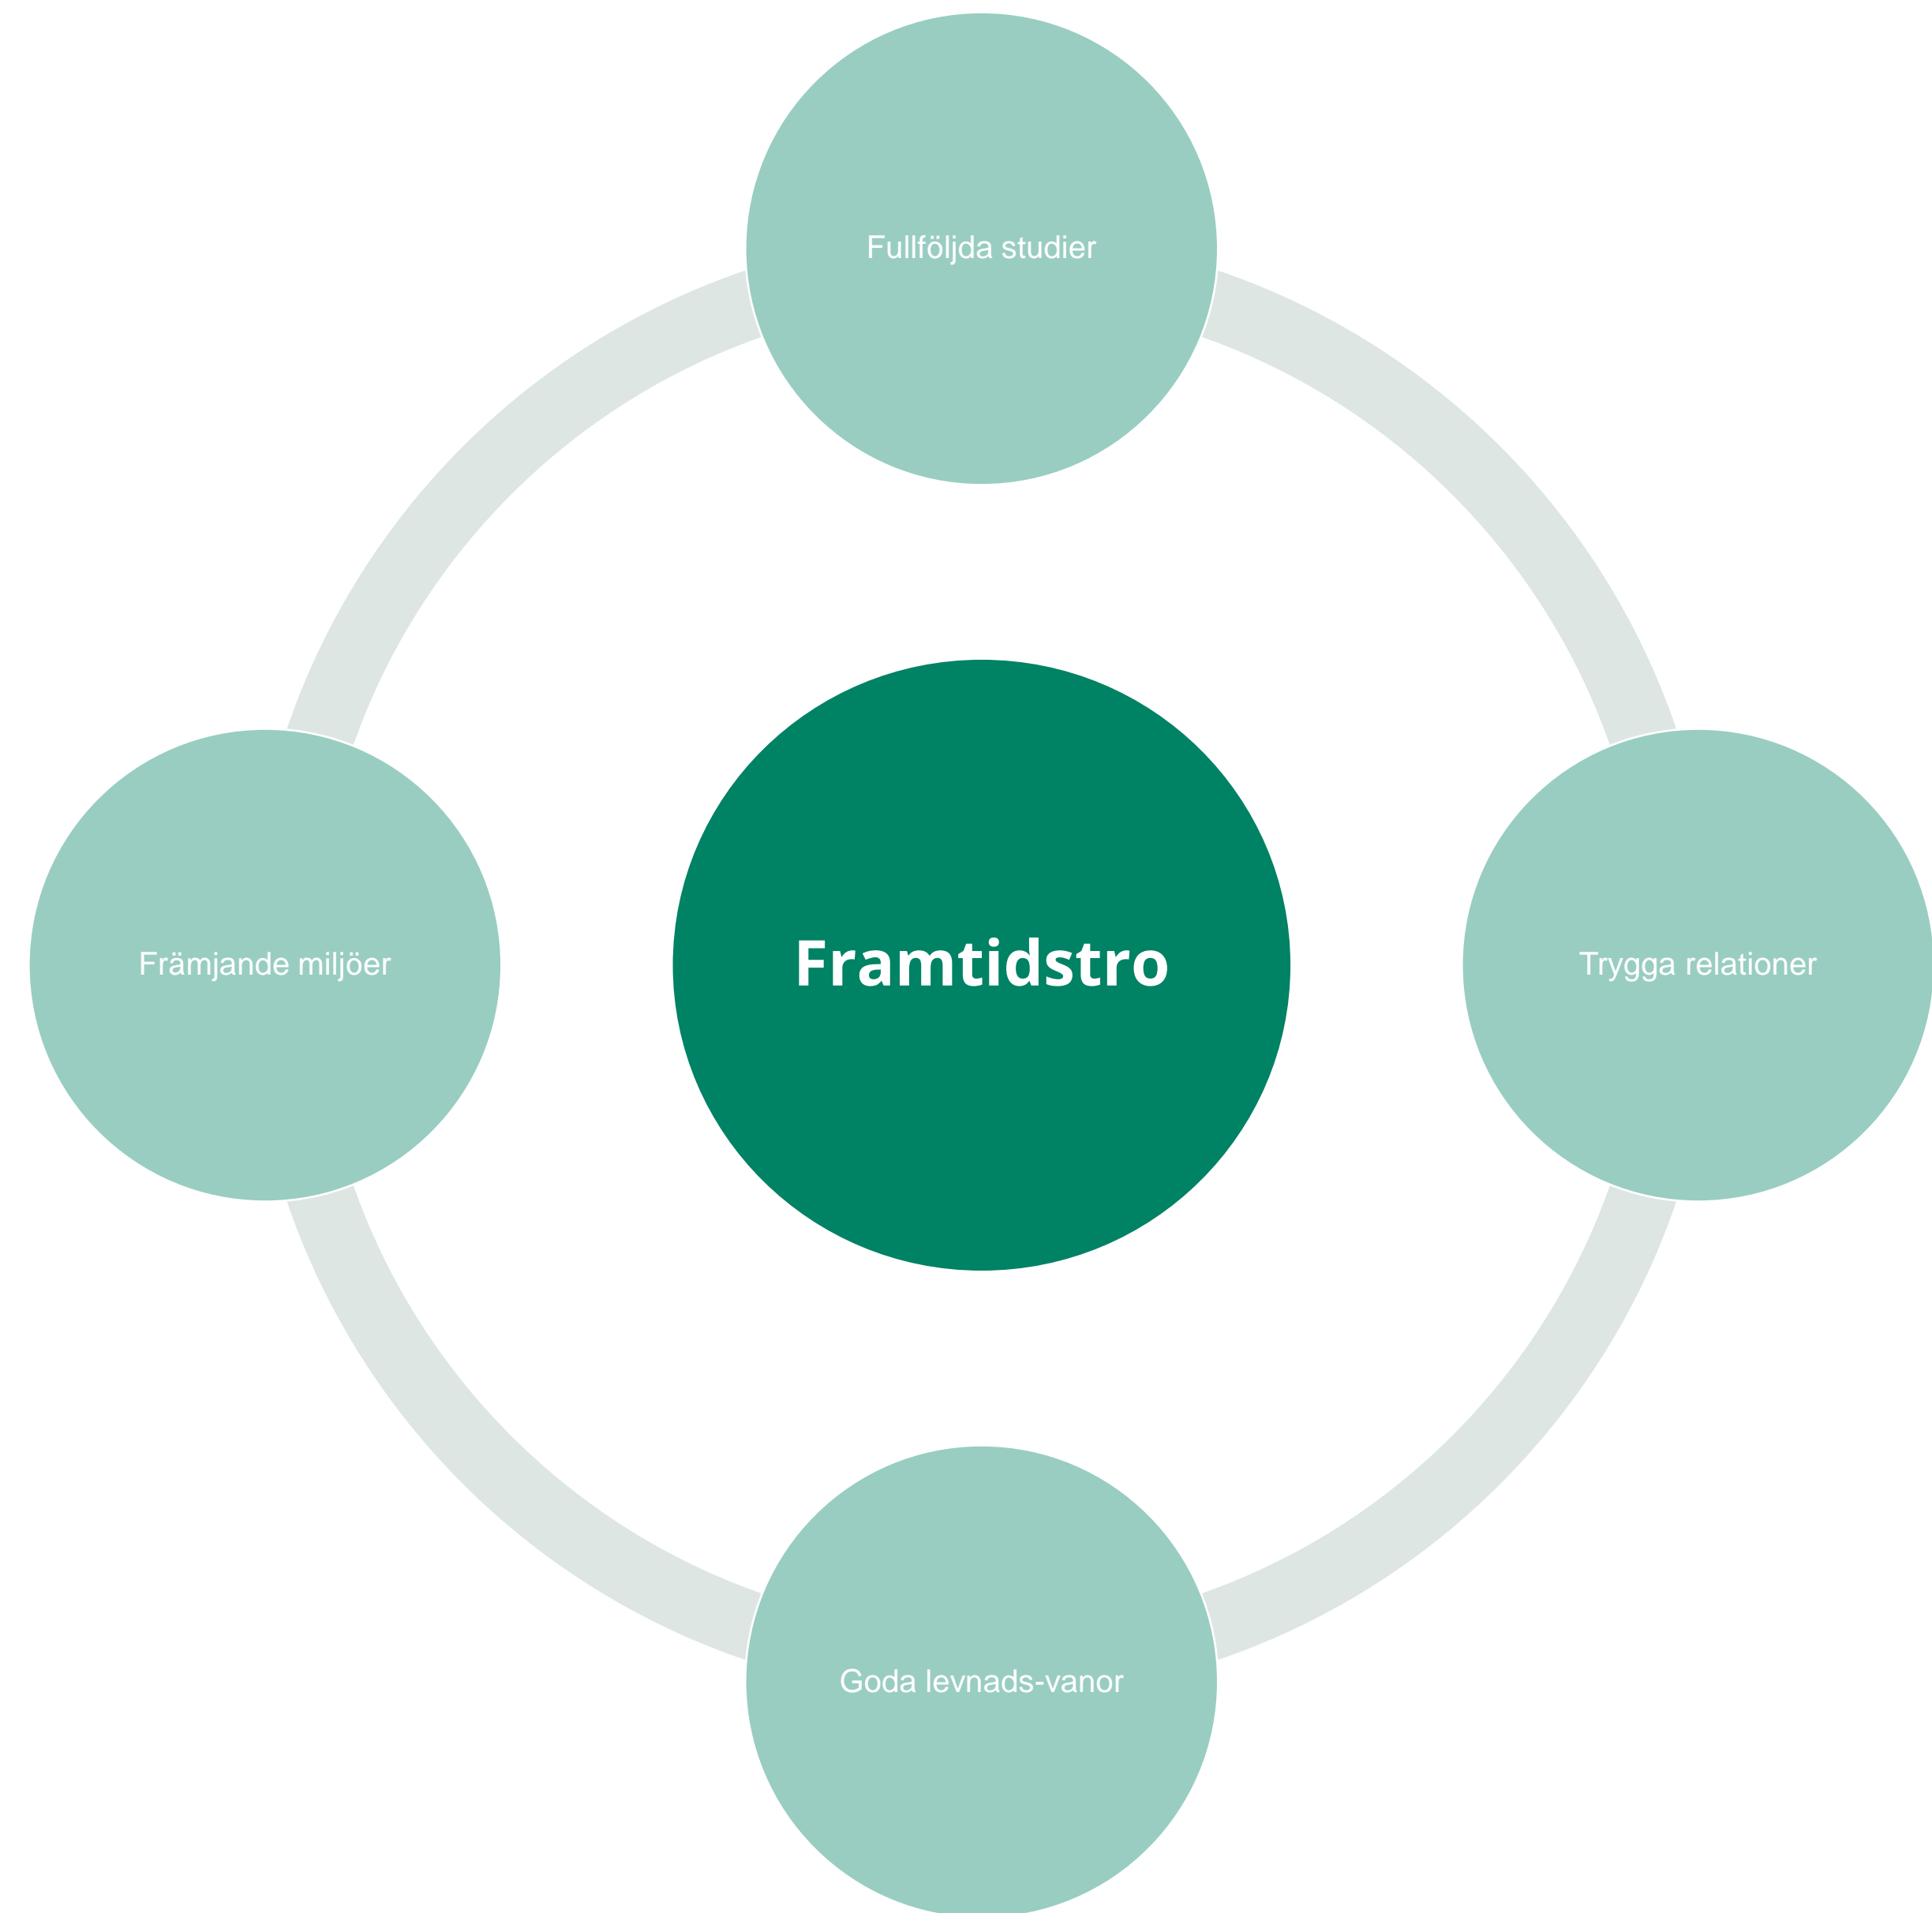 Fullföljda studier
Främjande miljöer
Framtidstro
Trygga relationer
Goda levnads-vanor